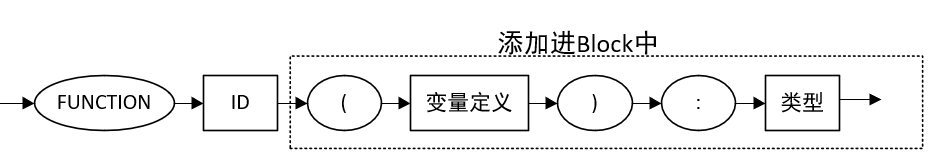 添加进Block中
FUNCTION ID ( 变量定义 ) : 类型